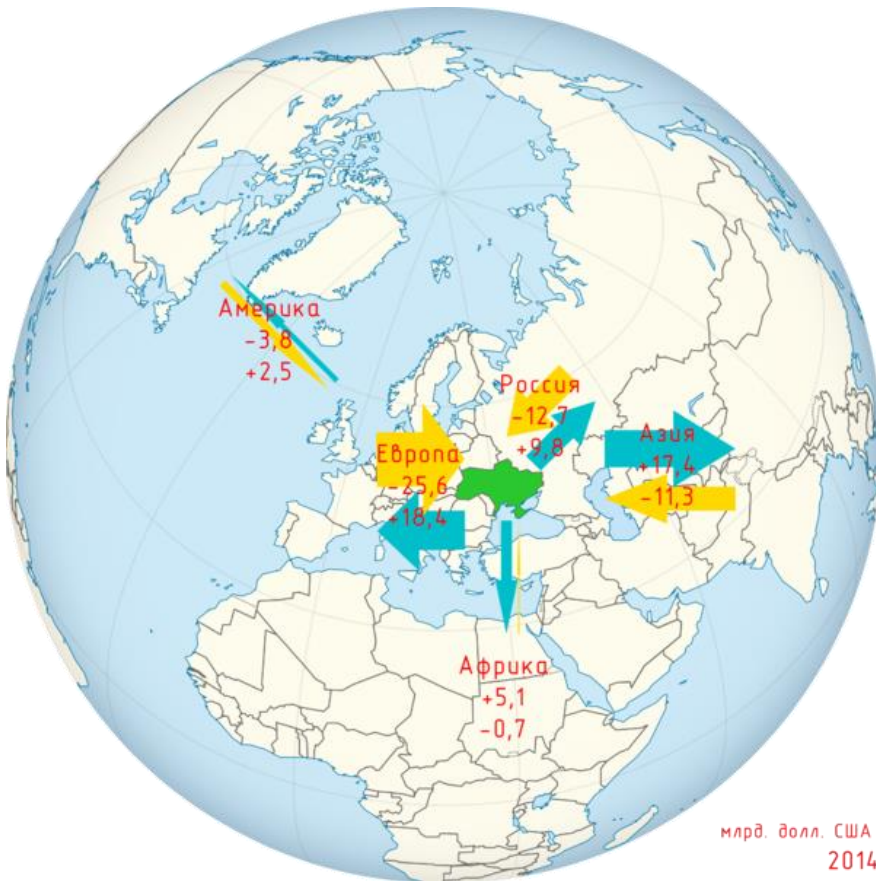 Америка
-3,8
+2,5
Россия
-12,7
+9,8
Европа
-25,6
+18,4
Азия
+17,4
-11,3
Африка
+5,1
-0,7
млрд. долл. США
2014